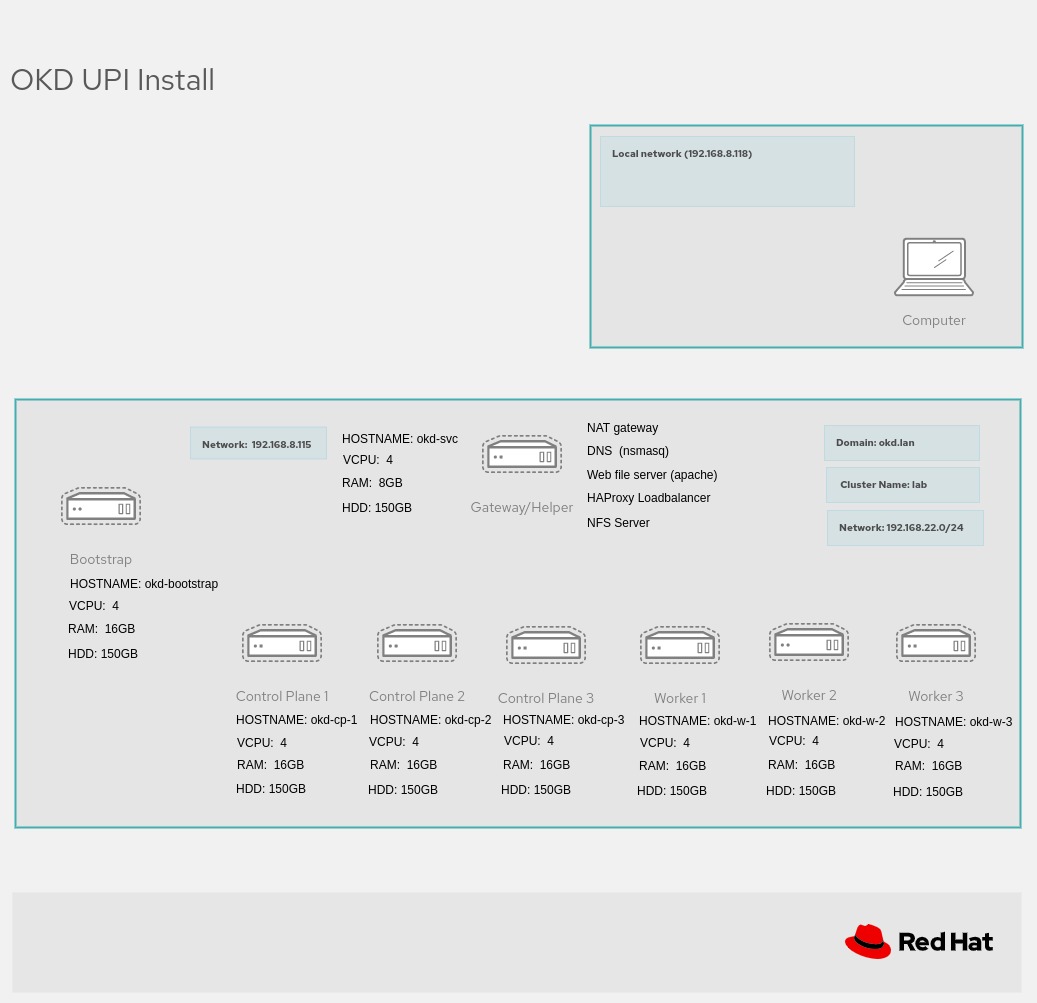 OKD UPI Install
Local network (192.168.8.118)
Computer
Network:  192.168.8.115
HOSTNAME: okd-svc
VCPU:  4
RAM:  8GB
HDD: 150GB
Gateway/Helper
NAT gateway
DNS  (nsmasq)
Web file server (apache)
HAProxy Loadbalancer
NFS Server
Domain: okd.lan
Cluster Name: lab
Network: 192.168.22.0/24
Bootstrap
HOSTNAME: okd-bootstrap
VCPU:  4
RAM:  16GB
HDD: 150GB
Control Plane 1
HOSTNAME: okd-cp-1
VCPU:  4
RAM:  16GB
HDD: 150GB
Control Plane 2
HOSTNAME: okd-cp-2
VCPU:  4
RAM:  16GB
HDD: 150GB
Control Plane 3
HOSTNAME: okd-cp-3
VCPU:  4
RAM:  16GB
HDD: 150GB
Worker 1
HOSTNAME: okd-w-1
VCPU:  4
RAM:  16GB
HDD: 150GB
Worker 2
HOSTNAME: okd-w-2
VCPU:  4
RAM:  16GB
HDD: 150GB
Worker 3
HOSTNAME: okd-w-3
VCPU:  4
RAM:  16GB
HDD: 150GB
Red Hat